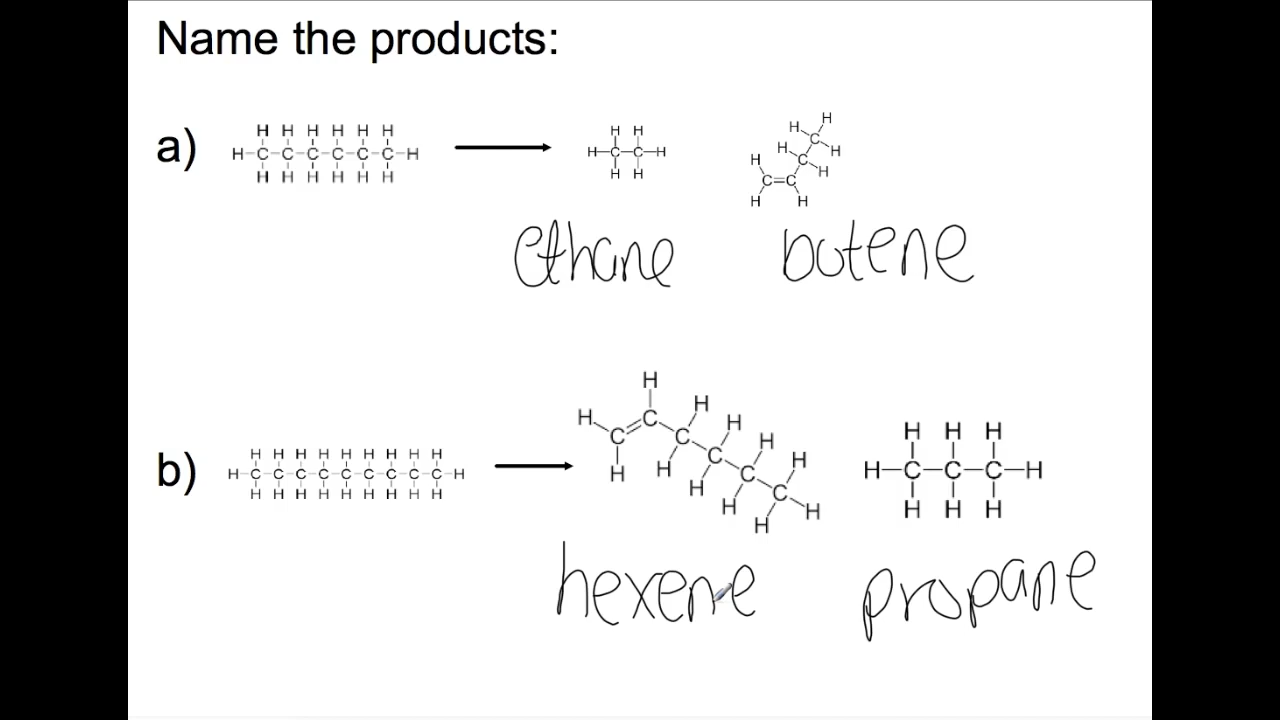 Name the products:
a)
H H H H H H
H-C-C-C-C-C-C-H
H H H H H H
H H
H-C-C-H
H H
H
H
H C
H C H
H
C=C
H H
ethane butene
b)
H H H H H H H H H
H-C-C-C-C-C-C-C-C-C-H
H H H H H H H H H
H
H C H
C C H
H H C H
H C H
H C H
H
H H H
H-C-C-C-H
H H H
hexene propane